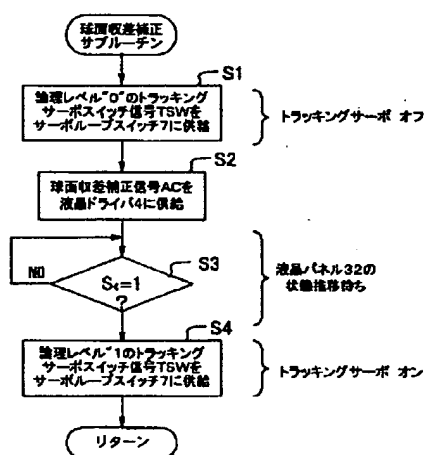 球面収差補正
サブルーチン
S1
論理レベル"0"のトラッキング
サーボスイッチ信号TSWを
サーボループスイッチ7に供給
トラッキングサーボ オフ
S2
球面収差補正信号ACを
液晶ドライバ4に供給
S3
NO
?
液晶パネル32の
状態推移待ち
S4
論理レベル"1"のトラッキング
サーボスイッチ信号TSWを
サーボループスイッチ7に供給
トラッキングサーボ オン
リターン